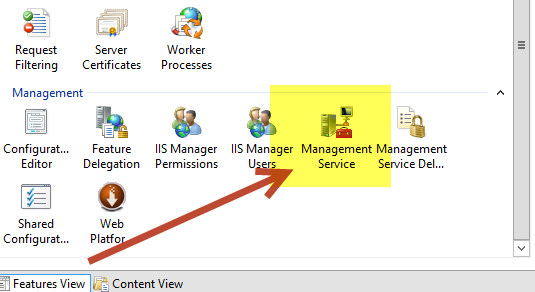 Request Server Worker
Filtering Certificates Processes
Management
Configurat... Feature IIS Manager IIS Manager Management Management
Editor Delegation Permissions Users Service Service Del...
Shared Web
Configurat... Platfor...
Features View Content View